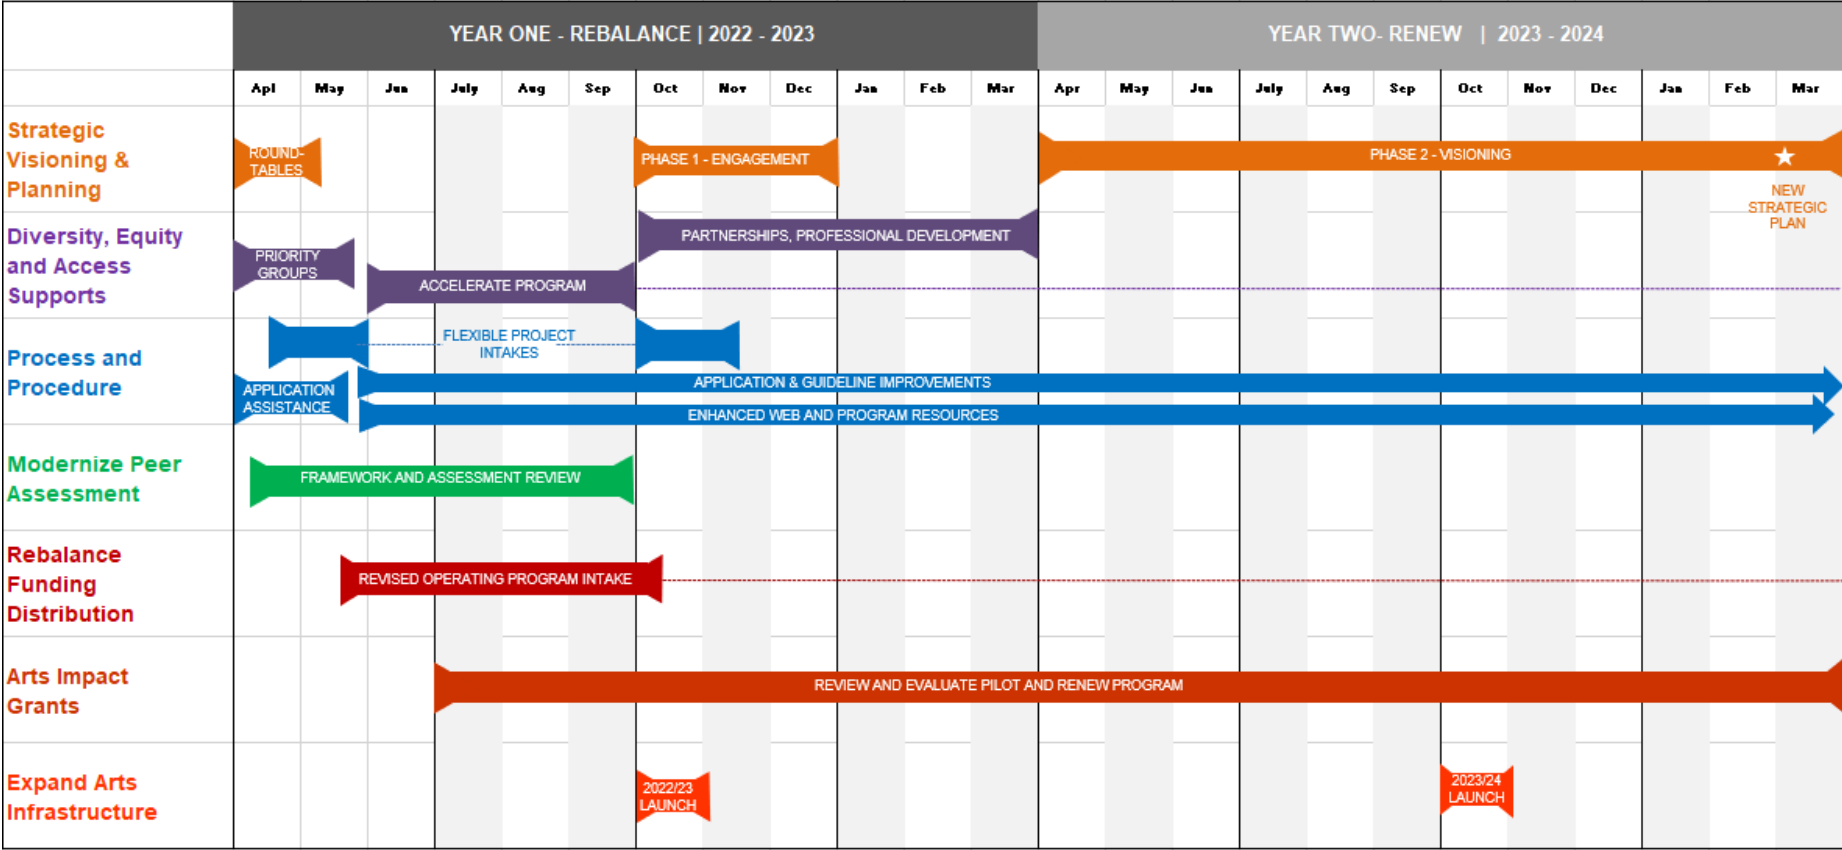 YEAR ONE - REBALANCE | 2022 - 2023
YEAR TWO- RENEW | 2023 - 2024
Apl May Jun July Aug Sep Oct Nov Dec Jan Feb Mar Apr May Jun July Aug Sep Oct Nov Dec Jan Feb Mar
Strategic
Visioning &
Planning
ROUND-
TABLES
PHASE 1 - ENGAGEMENT
PHASE 2 - VISIONING
NEW
STRATEGIC
PLAN
Diversity, Equity
and Access
Supports
PRIORITY
GROUPS
ACCELERATE PROGRAM
PARTNERSHIPS, PROFESSIONAL DEVELOPMENT
Process and
Procedure
FLEXIBLE PROJECT
INTAKES
APPLICATION
ASSISTANCE
APPLICATION & GUIDELINE IMPROVEMENTS
ENHANCED WEB AND PROGRAM RESOURCES
Modernize Peer
Assessment
FRAMEWORK AND ASSESSMENT REVIEW
Rebalance
Funding
Distribution
REVISED OPERATING PROGRAM INTAKE
Arts Impact
Grants
REVIEW AND EVALUATE PILOT AND RENEW PROGRAM
Expand Arts
Infrastructure
2022/23
LAUNCH
2023/24
LAUNCH